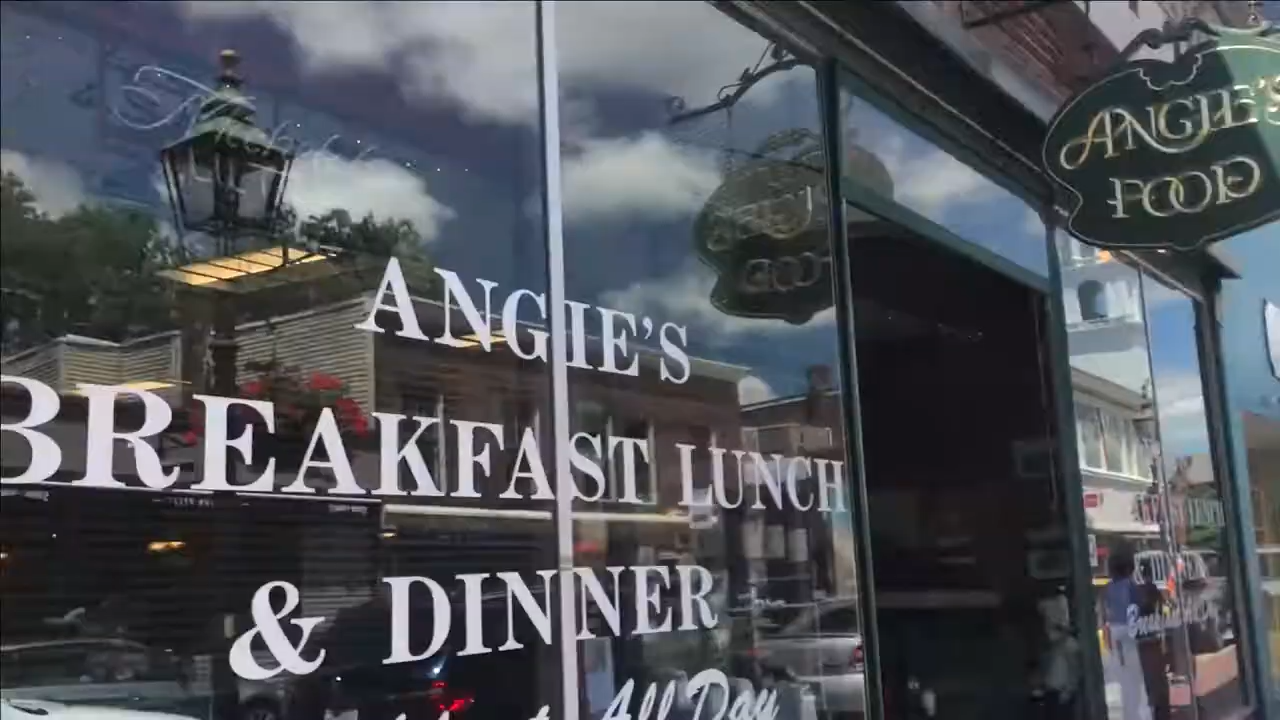 ANGIE'S
BREAKFAST LUNCH
& DINNER
All Day
ANGIE'S
FOOD